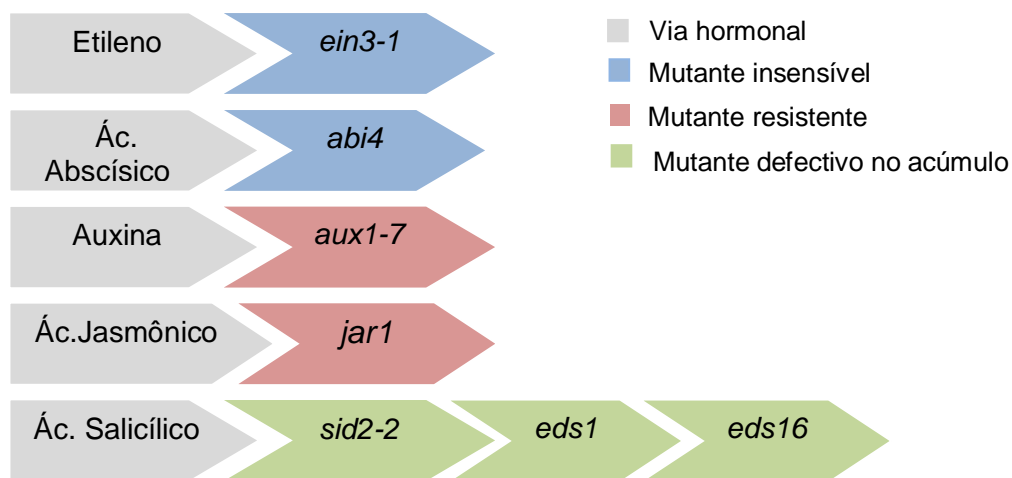 Etileno
ein3-1
Ác.
Abscísico
abi4
Auxina
aux1-7
Ác.Jasmônico
jar1
Ác. Salicílico
sid2-2
eds1
eds16
Via hormonal
Mutante insensível
Mutante resistente
Mutante defectivo no acúmulo